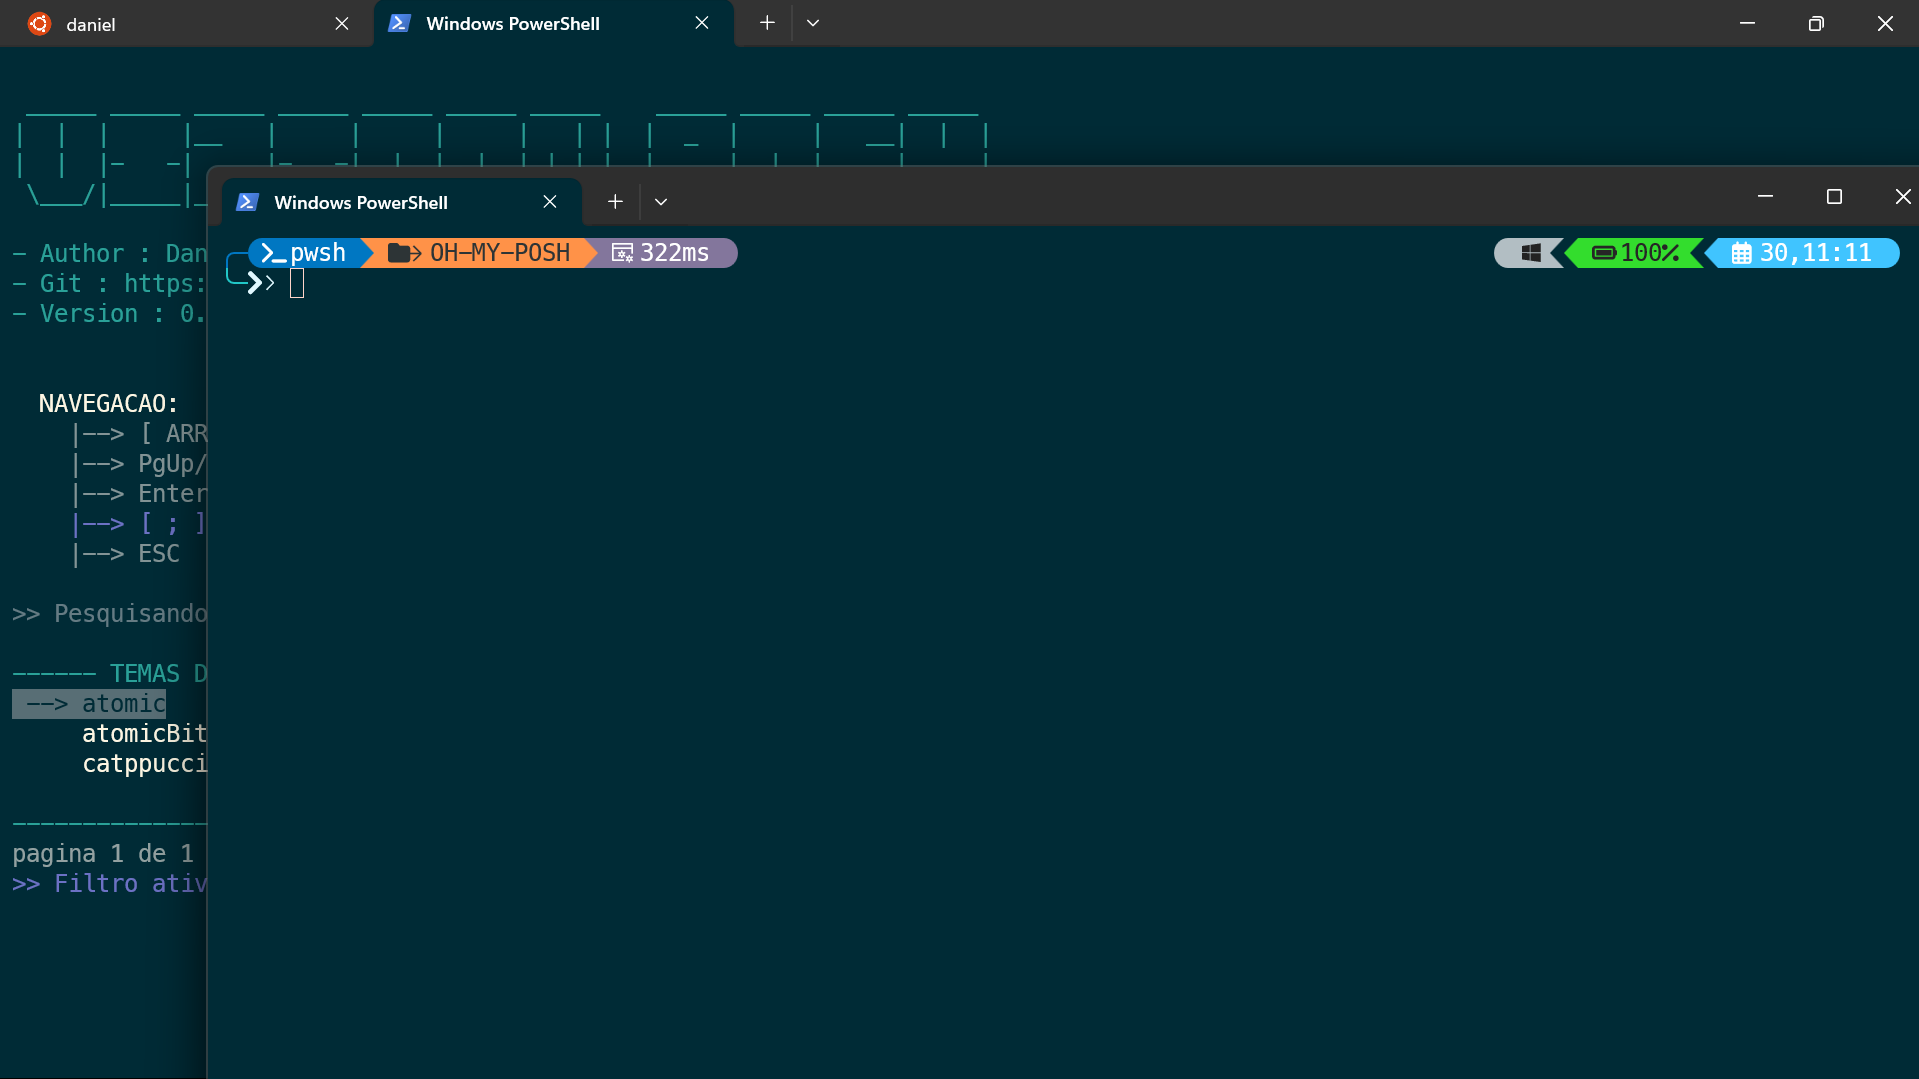 daniel
Windows PowerShell
- Author : Dan
- Git : https:
- Version : 0.
NAVEGACAO:
|--> [ ARR
|--> PgUp/
|--> Enter
|--> [ ; ]
|--> ESC
>> Pesquisando
------ TEMAS D
--> atomic
atomicBit
catppucci
--------------
pagina 1 de 1
>> Filtro ativ
Windows PowerShell
pwsh OH-MY-POSH 322ms
100% 30,11:11